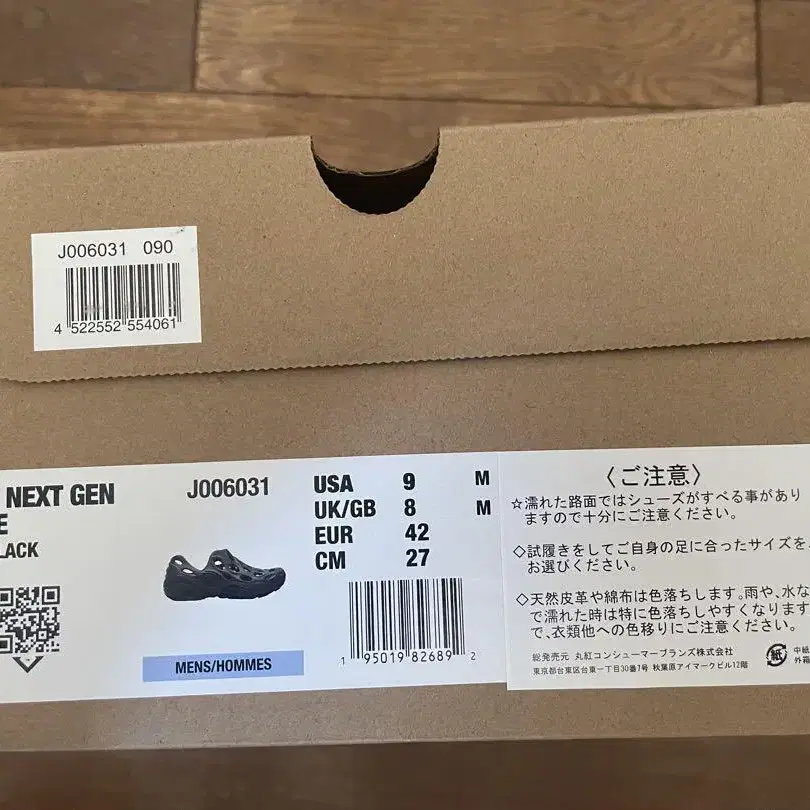 J006031 090
4 522552 554061
NEXT GEN
E
LACK
J006031
USA 9 M
UK/GB 8 M
EUR 42
CM 27
MENS/HOMMES
1 95019 82689 2
〈ご注意〉
☆濡れた路面ではシューズがすべる事があり
ますので十分にご注意ください。
◇試履きをしてご自身の足に合ったサイズを、
お選びください。
◇天然皮革や綿布は色落ちします。雨や、水な
で濡れた時は特に色落ちしやすくなります
で、衣類他への色移りにご注意ください。
総発売元 丸紅コンシューマーブランズ株式会社
東京都台東区台東一丁目30番7号 秋葉原アイマークビル12階
紙
中紙
外箱